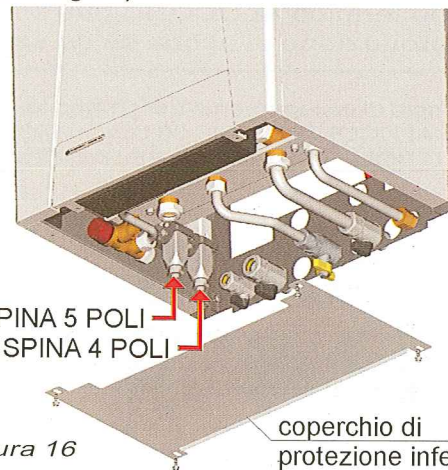 PINA 5 POLI
SPINA 4 POLI
coperchio di
protezione infe
ura 16